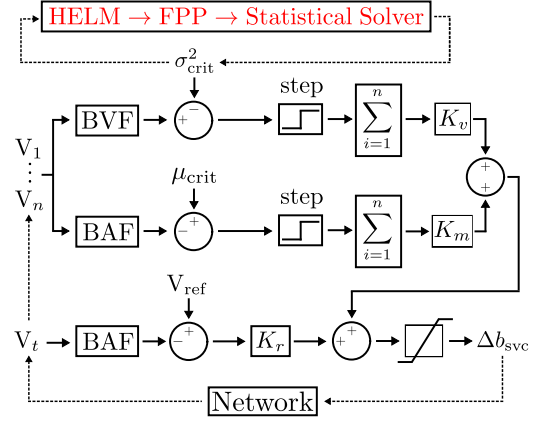 HELM → FPP → Statistical Solver
σ²crit
step
n
BVF
+ −
∑
Kv
i=1
V1
⋮
Vn
μcrit
step
n
+
+
BAF
− +
∑
Km
i=1
Vref
Vt
BAF
− +
Kr
+ +
Δbsvc
Network